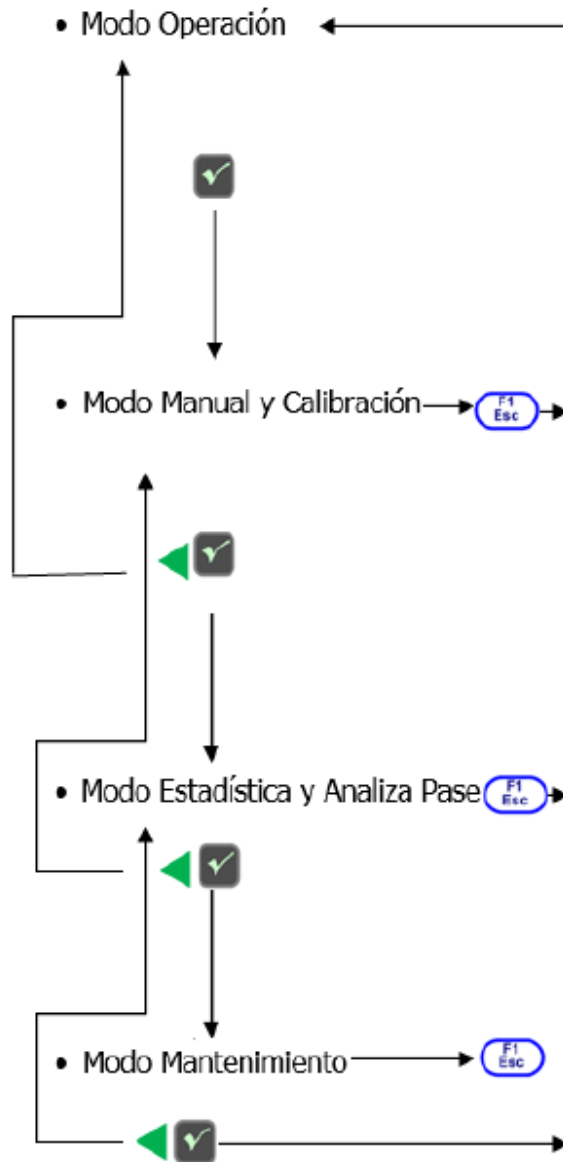 • Modo Operación
• Modo Manual y Calibración
F1
Esc
• Modo Estadística y Analiza Pase
F1
Esc
• Modo Mantenimiento
F1
Esc